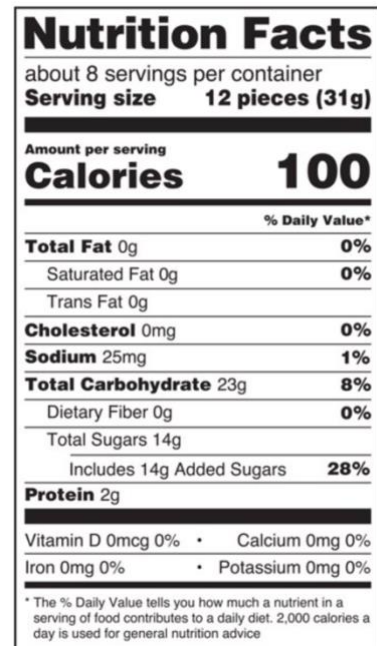 Nutrition Facts
about 8 servings per container
Serving size 12 pieces (31g)
Amount per serving
Calories 100
% Daily Value*
Total Fat 0g 0%
Saturated Fat 0g 0%
Trans Fat 0g
Cholesterol 0mg 0%
Sodium 25mg 1%
Total Carbohydrate 23g 8%
Dietary Fiber 0g 0%
Total Sugars 14g
Includes 14g Added Sugars 28%
Protein 2g
Vitamin D 0mcg 0% • Calcium 0mg 0%
Iron 0mg 0% • Potassium 0mg 0%
* The % Daily Value tells you how much a nutrient in a
serving of food contributes to a daily diet. 2,000 calories a
day is used for general nutrition advice